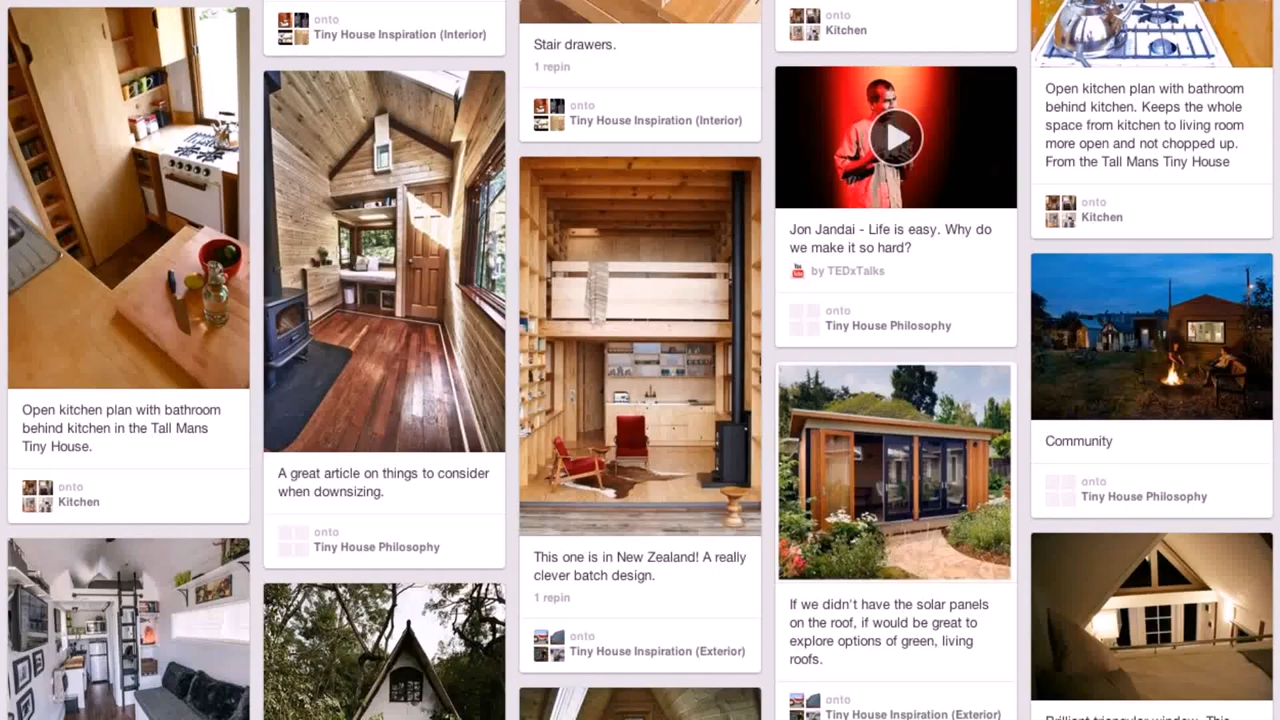 Open kitchen plan with bathroom
behind kitchen in the Tall Mans
Tiny House.
onto
Kitchen
onto
Tiny House Inspiration (Interior)
A great article on things to consider
when downsizing.
onto
Tiny House Philosophy
Stair drawers.
1 repin
onto
Tiny House Inspiration (Interior)
This one is in New Zealand! A really
clever batch design.
1 repin
onto
Tiny House Inspiration (Exterior)
onto
Kitchen
Jon Jandai - Life is easy. Why do
we make it so hard?
by TEDxTalks
onto
Tiny House Philosophy
If we didn't have the solar panels
on the roof, if would be great to
explore options of green, living
roofs.
onto
Tiny House Inspiration (Exterior)
Open kitchen plan with bathroom
behind kitchen. Keeps the whole
space from kitchen to living room
more open and not chopped up.
From the Tall Mans Tiny House
onto
Kitchen
Community
onto
Tiny House Philosophy
Brilliant triangular window. This